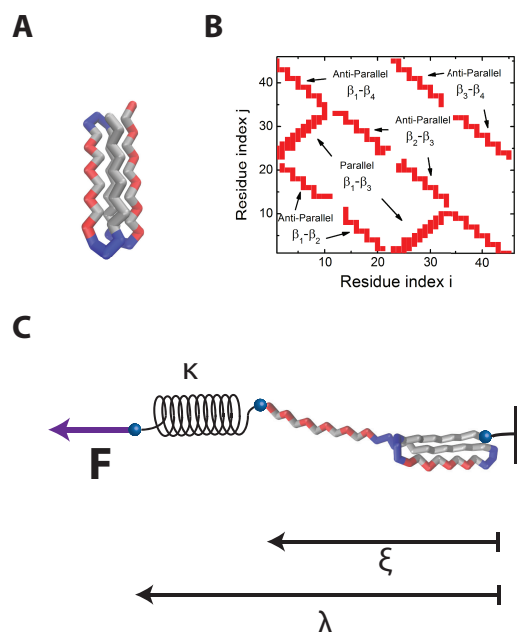 A
B
Anti-Parallel
β1-β4
Anti-Parallel
β3-β4
Anti-Parallel
β2-β3
Parallel
β1-β3
Anti-Parallel
β1-β2
40
30
20
10
10
20
30
40
Residue index j
Residue index i
C
κ
F
ξ
λ